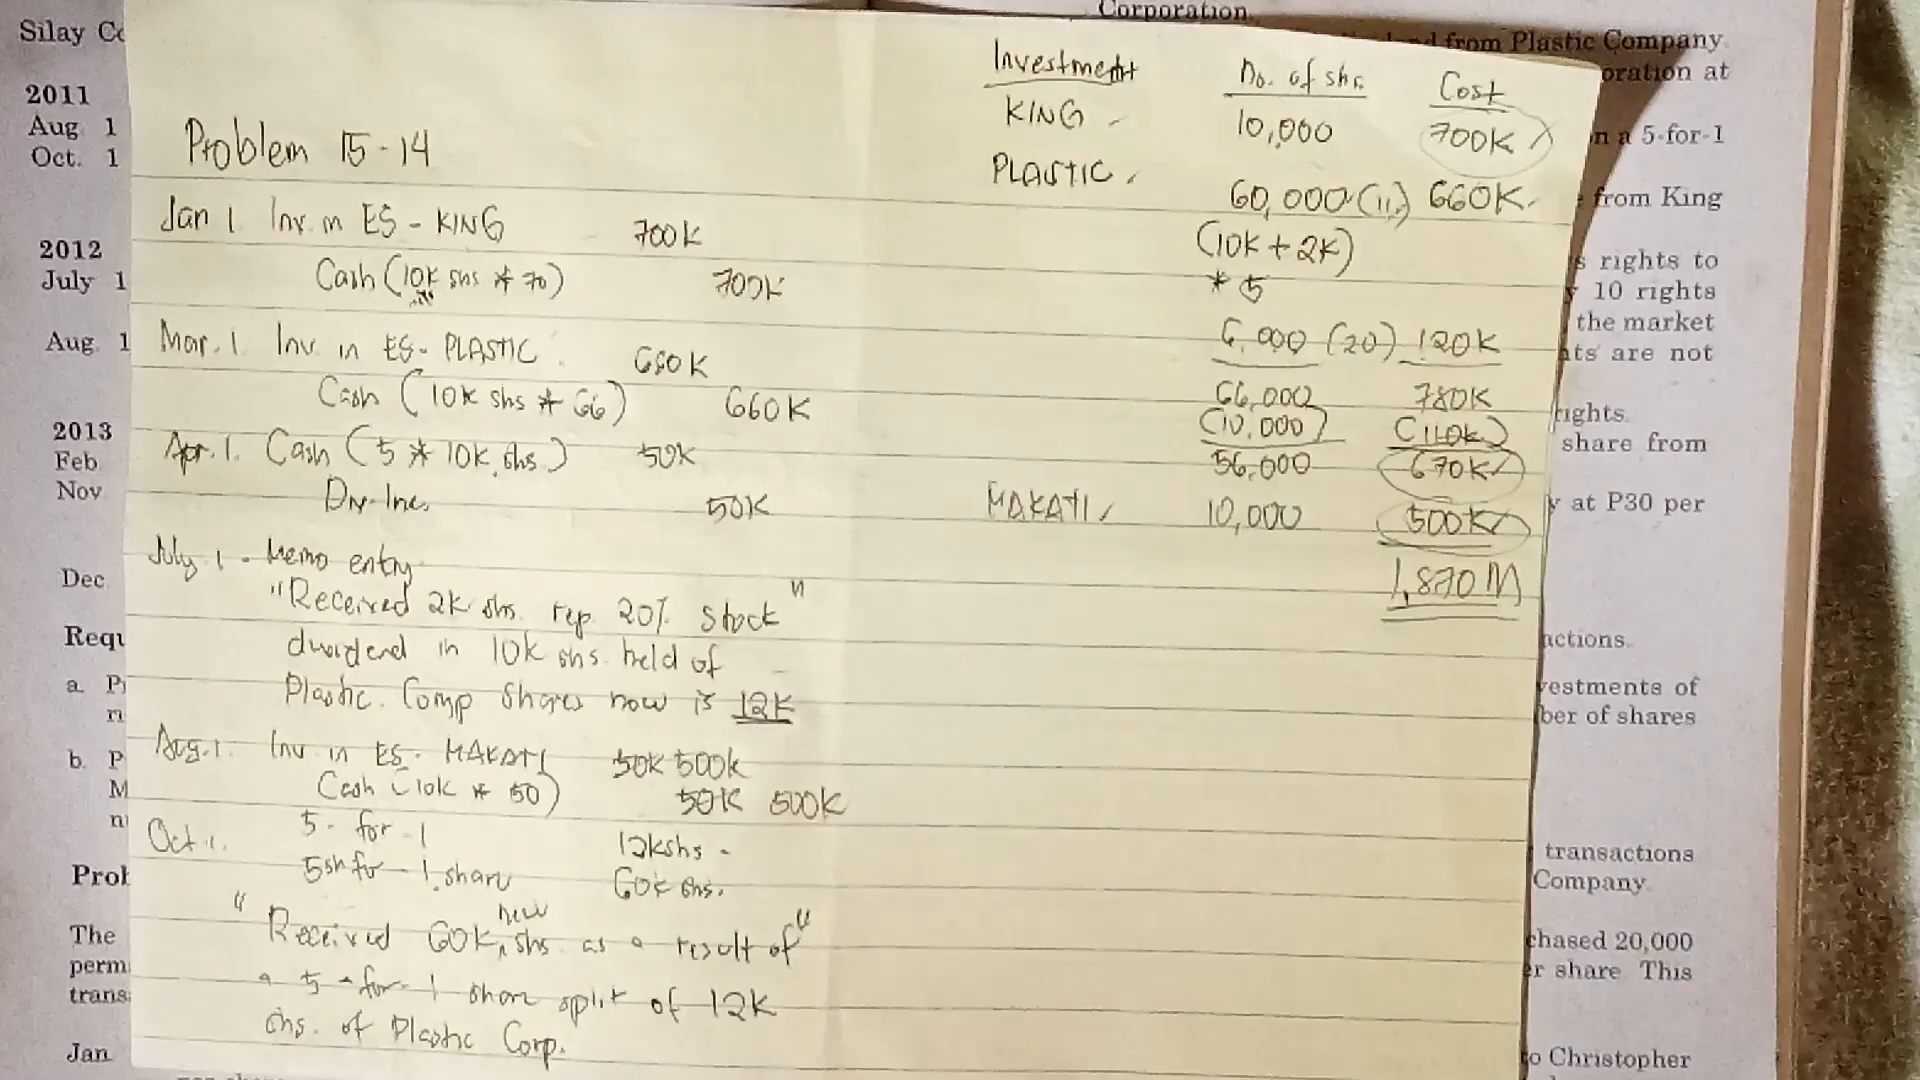 Corporation.
Silay Co
from Plastic Company.
oration at
2011
Aug. 1
Oct. 1
n a 5-for-1
from King
2012
July 1
s rights to
10 rights
the market
Aug. 1
ts are not
rights.
share from
2013
Feb.
Nov.
at P30 per
Dec.
Requ
actions.
a. P
vestments of
ber of shares
b. P
M
n
transactions
Company.
Prob
The
perm
trans
chased 20,000
er share. This
Jan.
to Christopher
Problem 15-14
Jan 1 Inv. in ES - KING 700K
Cash (10K shs * 70) 700K
Mar. 1. Inv. in ES - PLASTIC 660K
Cash (10K shs * 66) 660K
Apr. 1. Cash (5 * 10K shs.) 50K
Div. Inc. 50K
July 1 - Memo entry
"Received 2K shs. rep. 20% stock"
dividend in 10K shs. held of
Plastic. Comp shares now is 12K
Aug. 1. Inv. in ES - MAKATI 50K 500K
Cash (10K * 50) 50K 500K
Oct 1. 5 - for - 1 12kshs -
5sh for 1 share 60K shs.
"Received 60K new shs. as a result of"
a 5 - for - 1 share split of 12K
shs. of Plastic Corp.
Investment No. of shs. Cost
KING 10,000 700K
PLASTIC 60,000 (11) 660K
(10K + 2K)
* 5
6,000 (20) 120K
66,000 780K
(10,000) (110K)
56,000 670K
MAKATI 10,000 500K
1,870M